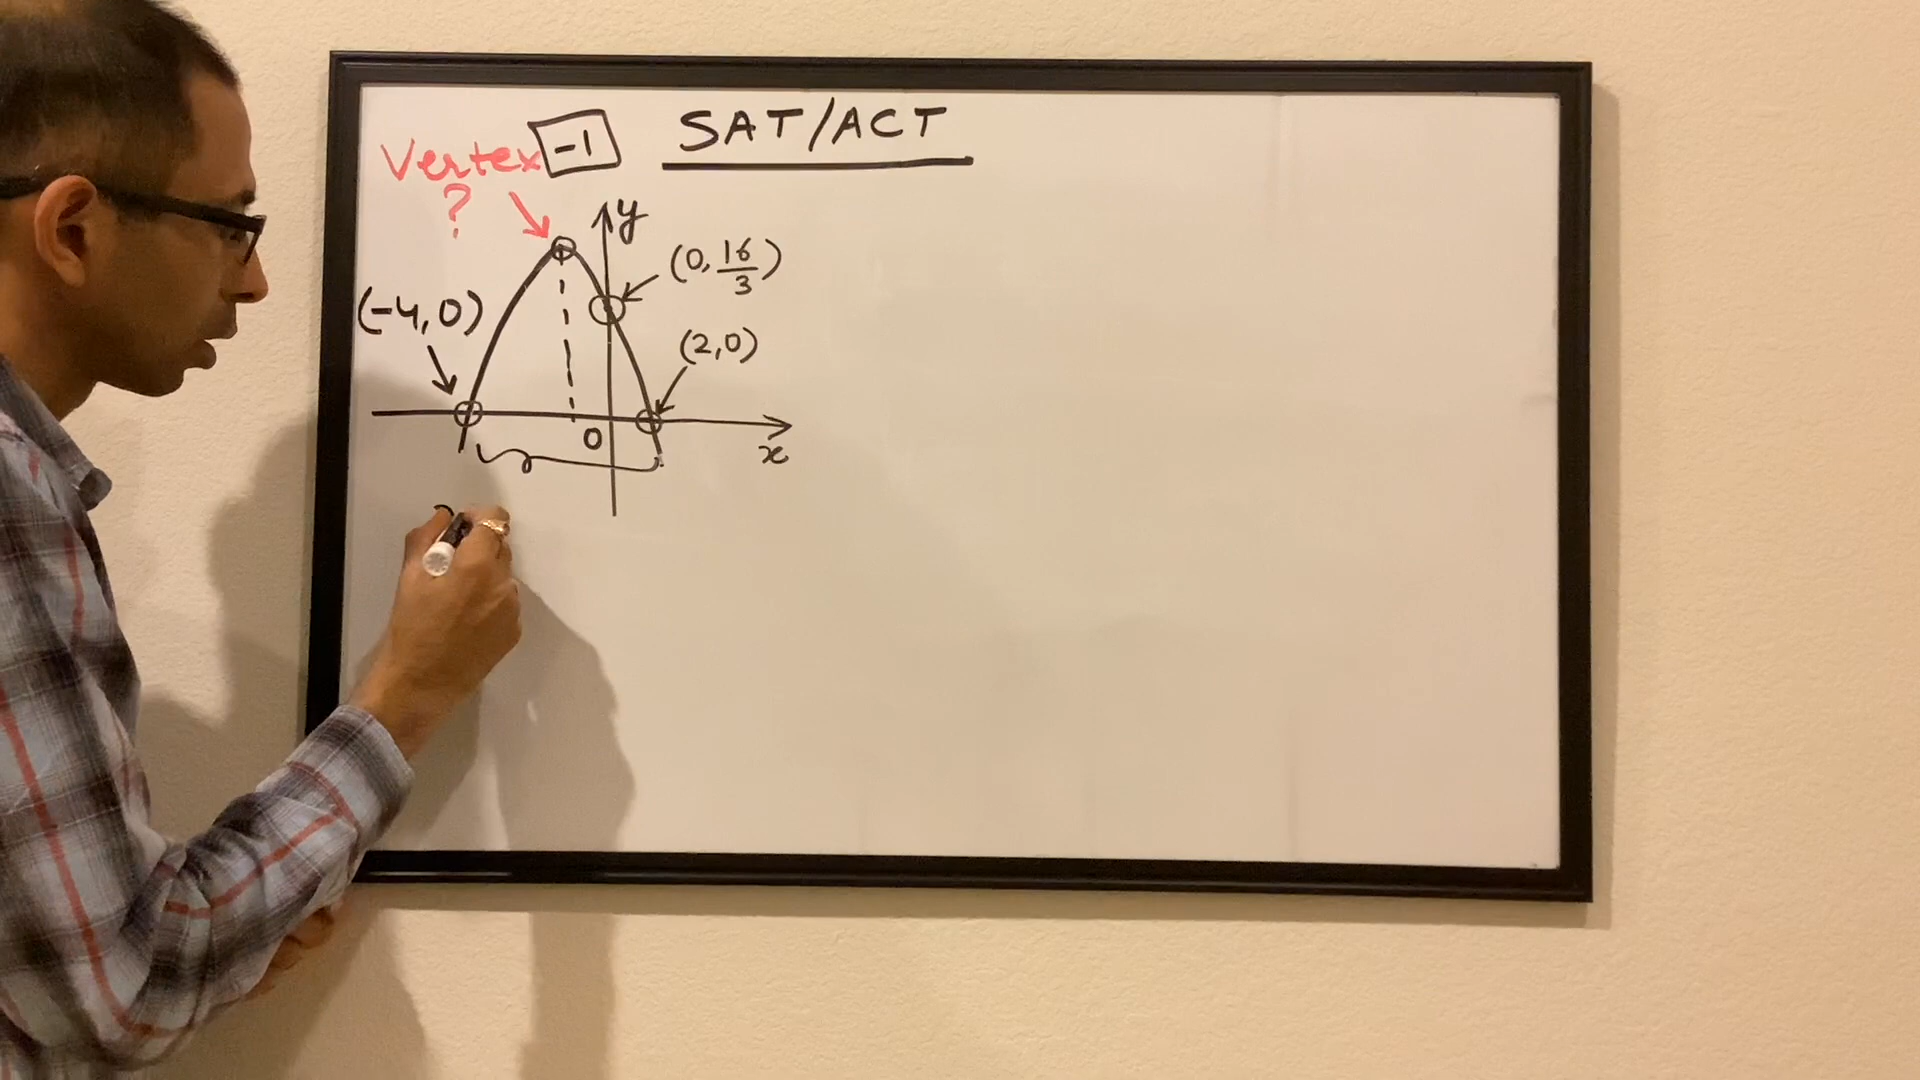 SAT/ACT
Vertex -1
?
y
(0, 16/3)
(-4,0)
(2,0)
0
x